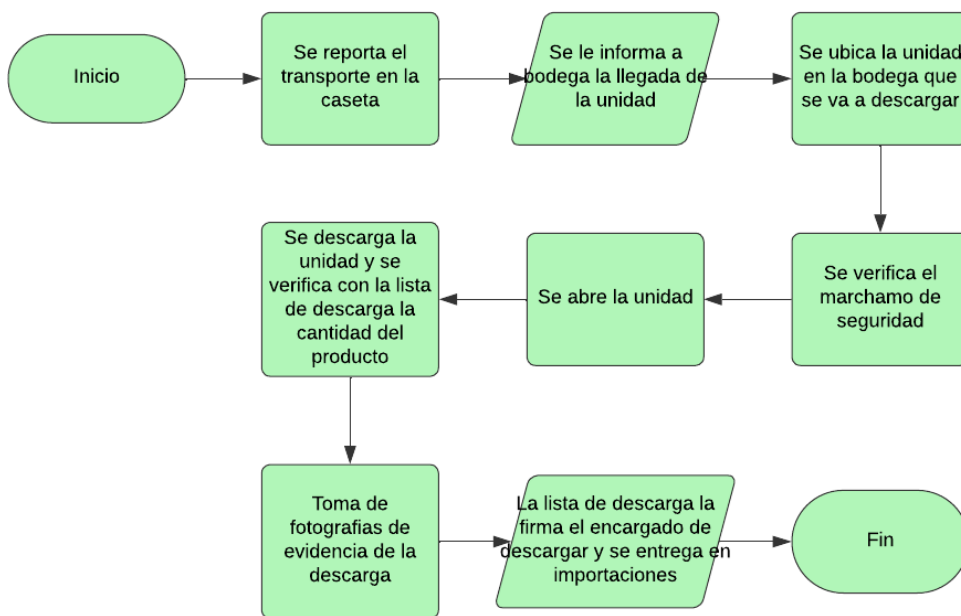 Inicio
Se reporta el
transporte en la
caseta
Se le informa a
bodega la llegada de
la unidad
Se ubica la unidad
en la bodega que
se va a descargar
Se verifica el
marchamo de
seguridad
Se abre la unidad
Se descarga la
unidad y se
verifica con la lista
de descarga la
cantidad del
producto
Toma de
fotografias de
evidencia de la
descarga
La lista de descarga la
firma el encargado de
descargar y se entrega en
importaciones
Fin